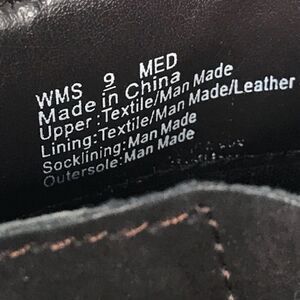 WMS 9 MED
Made in China
Upper:Textile/Man Made
Lining:Textile/Man Made/Leather
Socklining:Man Made
Outersole:Man Made